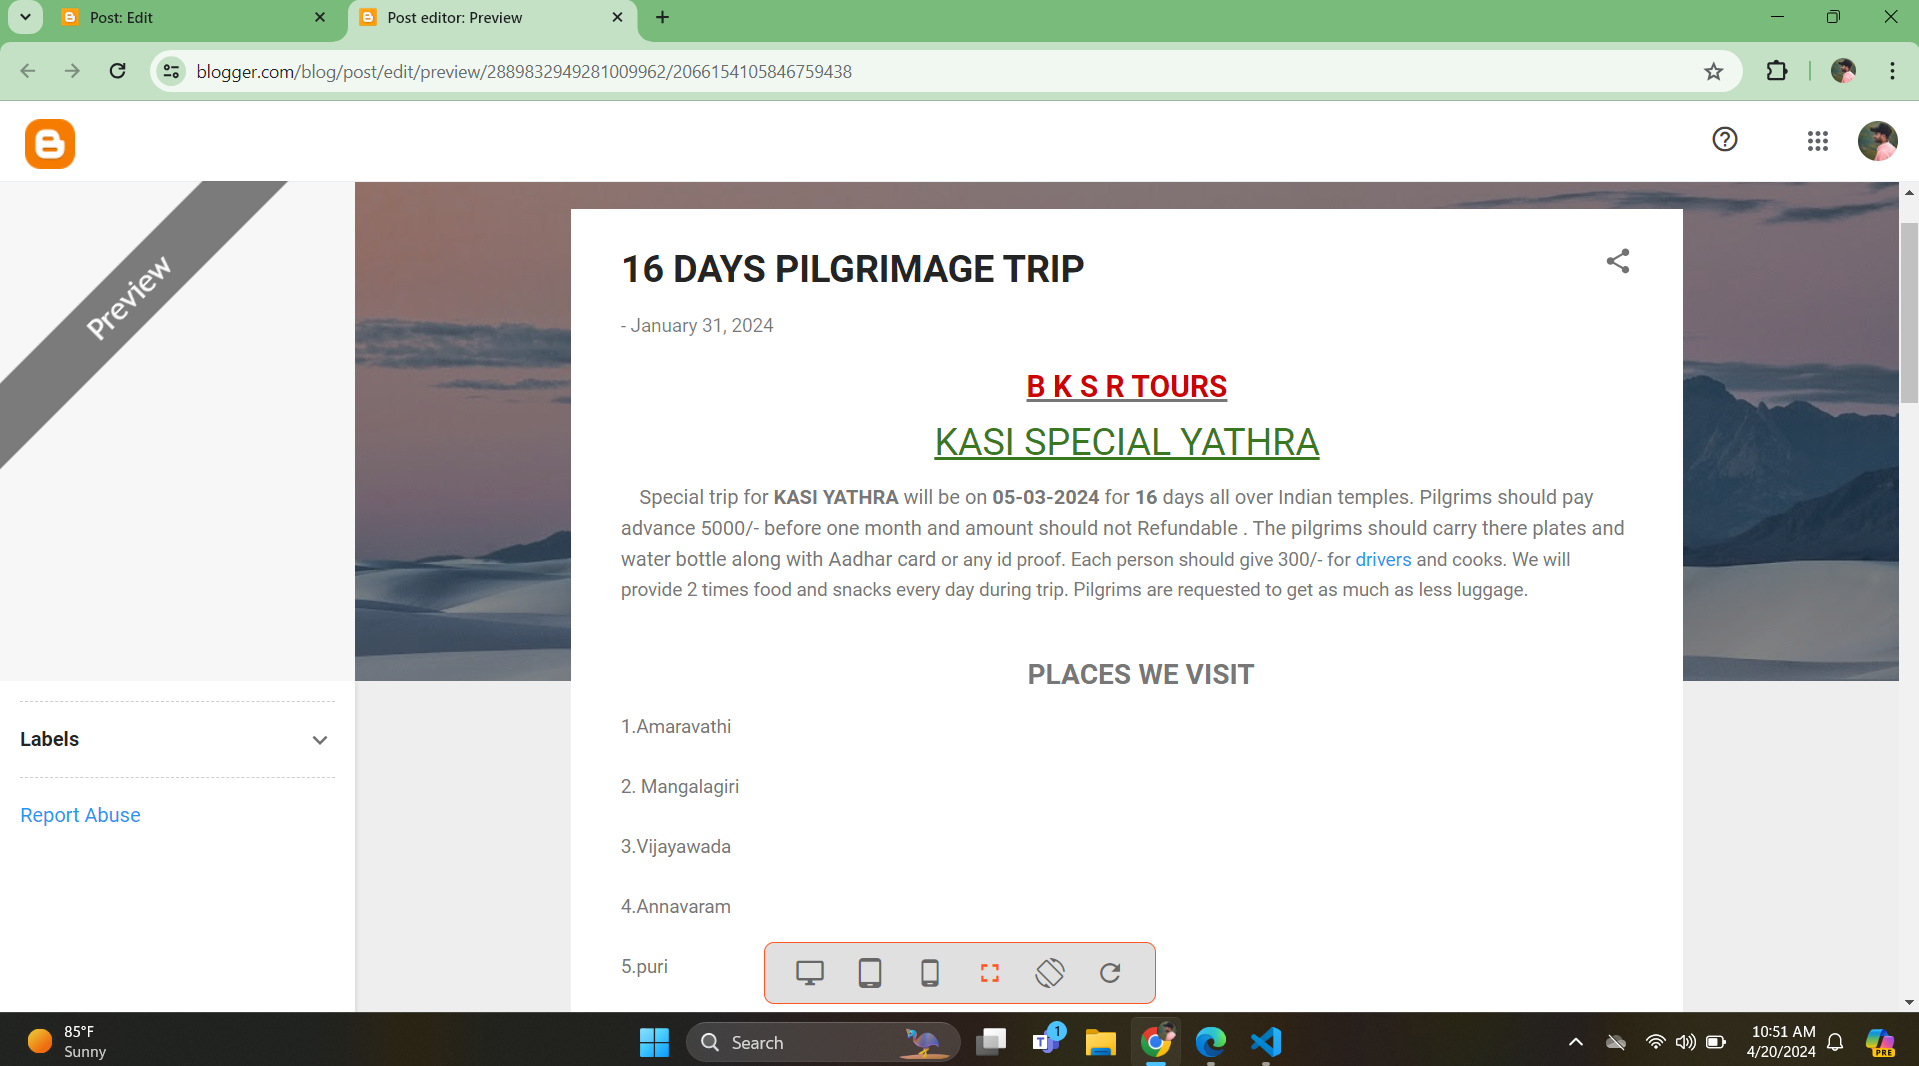 Post: Edit
Post editor: Preview
blogger.com/blog/post/edit/preview/2889832949281009962/2066154105846759438
Preview
16 DAYS PILGRIMAGE TRIP
- January 31, 2024
B K S R TOURS
KASI SPECIAL YATHRA
Special trip for KASI YATHRA will be on 05-03-2024 for 16 days all over Indian temples. Pilgrims should pay
advance 5000/- before one month and amount should not Refundable . The pilgrims should carry there plates and
water bottle along with Aadhar card or any id proof. Each person should give 300/- for drivers and cooks. We will
provide 2 times food and snacks every day during trip. Pilgrims are requested to get as much as less luggage.
PLACES WE VISIT
1.Amaravathi
2. Mangalagiri
3.Vijayawada
4.Annavaram
5.puri
Labels
Report Abuse
85°F
Sunny
Search
1
10:51 AM
4/20/2024
PRE